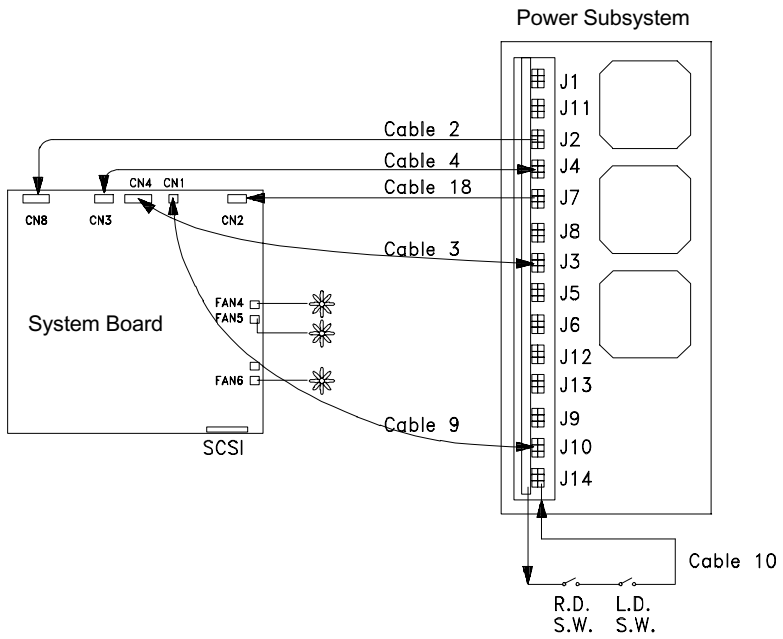 Power Subsystem
J1
J11
Cable 2
J2
Cable 4
J4
CN4 CN1
Cable 18
J7
CN8
CN3
CN2
J8
Cable 3
J3
J5
FAN4
FAN5
System Board
J6
J12
FAN6
J13
J9
Cable 9
SCSI
J10
J14
Cable 10
R.D. L.D.
S.W. S.W.